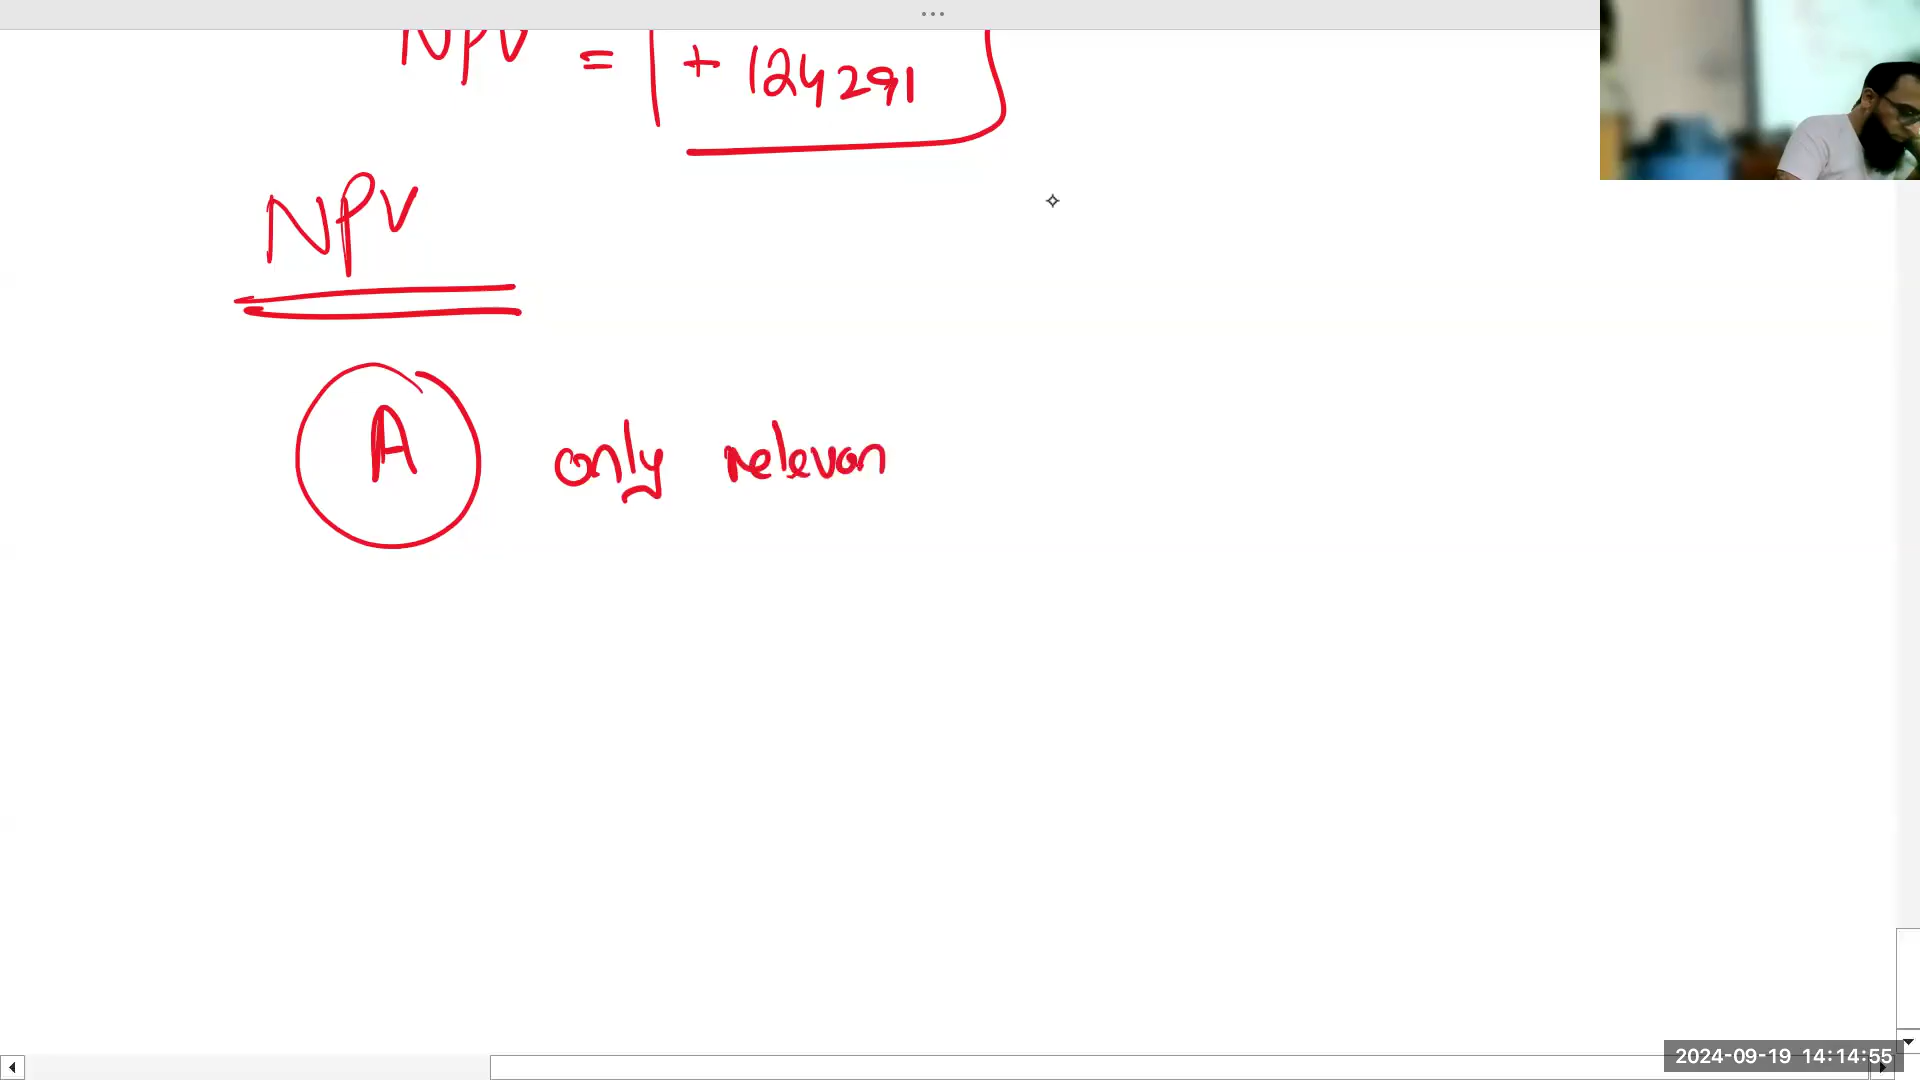 NPV = + 124291
NPV
A only relevan
2024-09-19 14:14:55